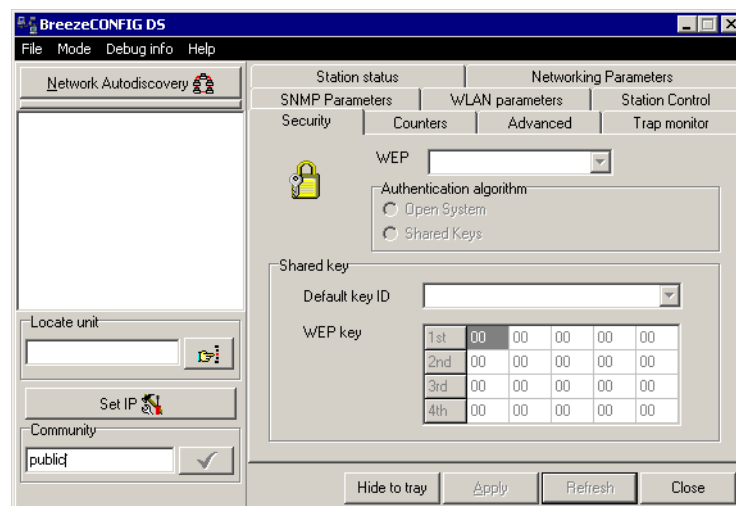 BreezeCONFIG DS
File Mode Debug info Help
Network Autodiscovery
Station status Networking Parameters
SNMP Parameters WLAN parameters Station Control
Security Counters Advanced Trap monitor
WEP
Authentication algorithm
Open System
Shared Keys
Shared key
Default key ID
WEP key
1st 00 00 00 00 00
2nd 00 00 00 00 00
3rd 00 00 00 00 00
4th 00 00 00 00 00
Locate unit
Set IP
Community
public
Hide to tray Apply Refresh Close